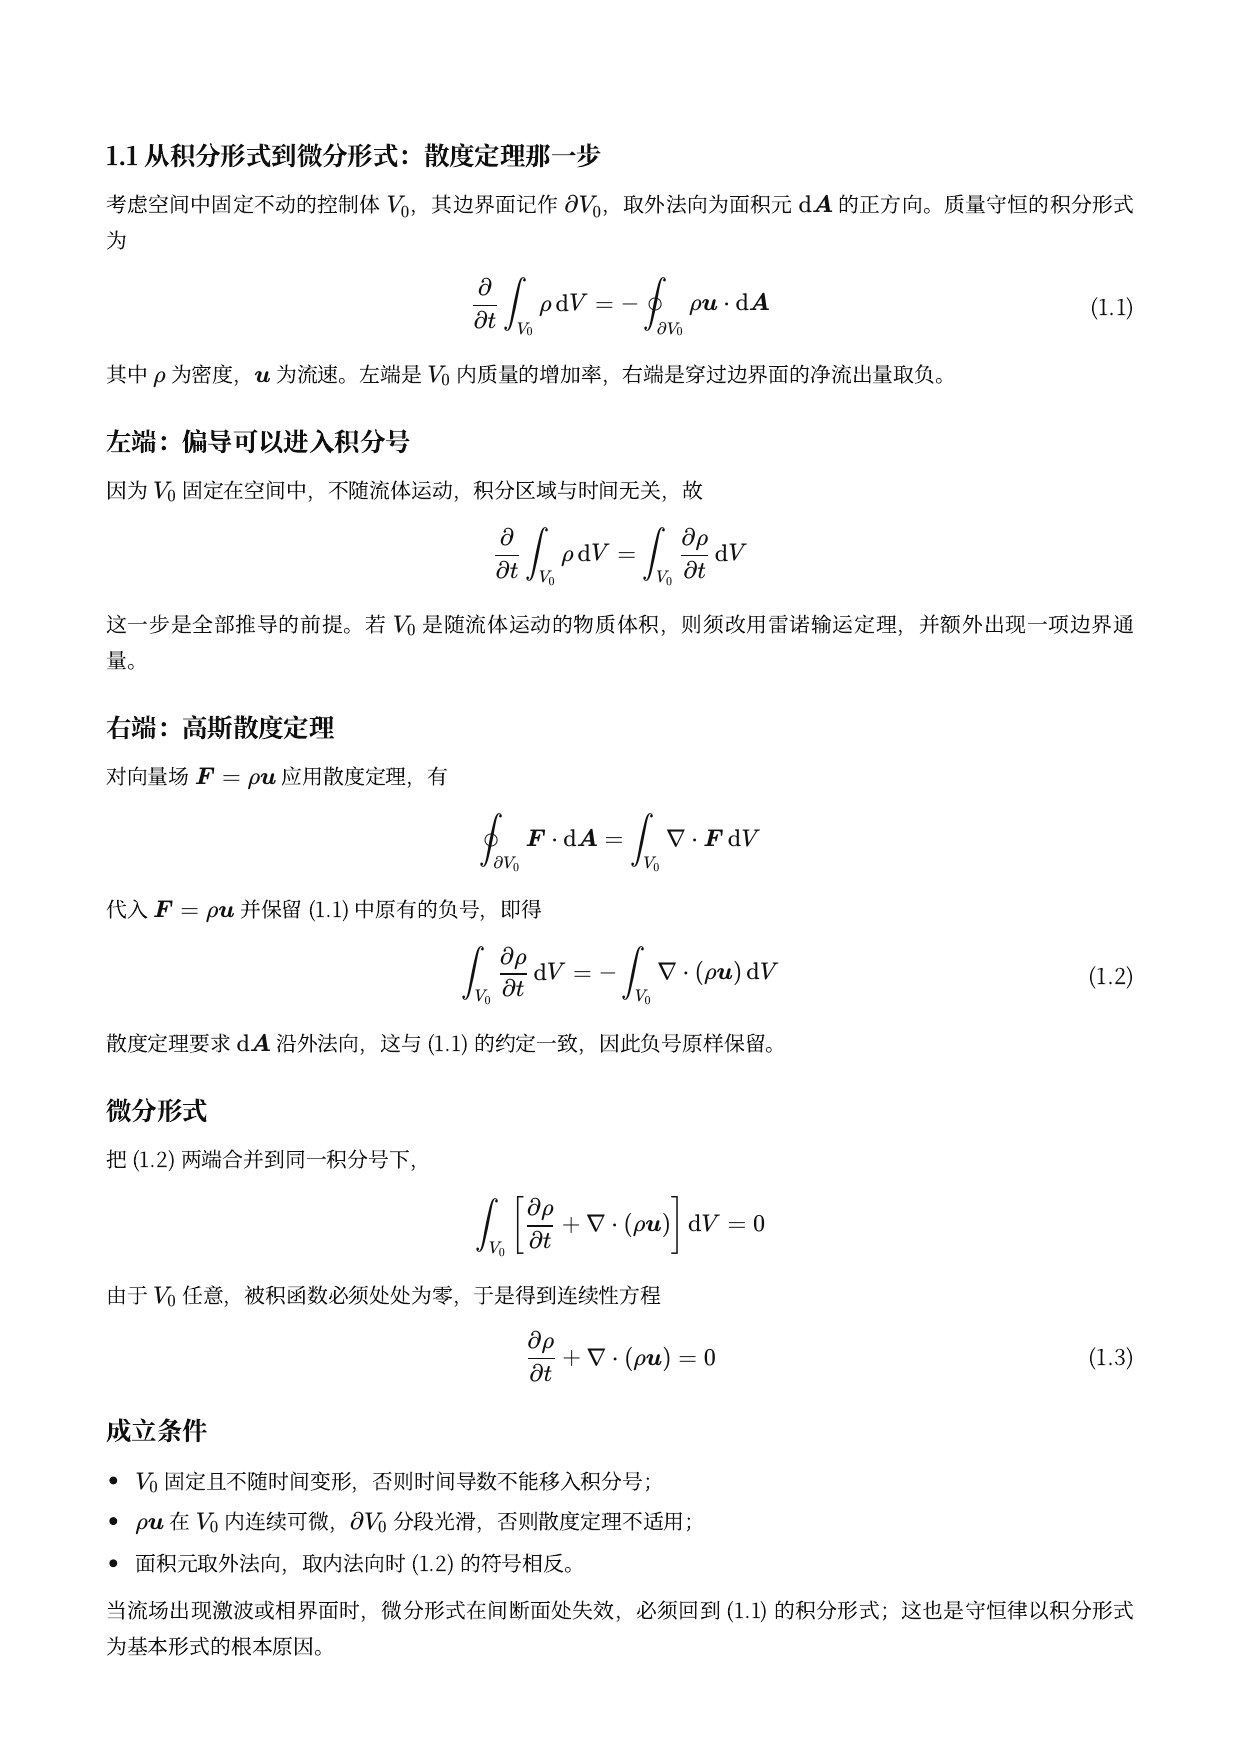 1.1 从积分形式到微分形式：散度定理那一步
考虑空间中固定不动的控制体 V₀，其边界面记作 ∂V₀，取外法向为面积元 d𝑨 的正方向。质量守恒的积分形式
为
∂/∂t ∫_{V₀} ρ dV = − ∮_{∂V₀} ρ𝒖 · d𝑨 (1.1)
其中 ρ 为密度，𝒖 为流速。左端是 V₀ 内质量的增加率，右端是穿过边界面的净流出量取负。
左端：偏导可以进入积分号
因为 V₀ 固定在空间中，不随流体运动，积分区域与时间无关，故
∂/∂t ∫_{V₀} ρ dV = ∫_{V₀} ∂ρ/∂t dV
这一步是全部推导的前提。若 V₀ 是随流体运动的物质体积，则须改用雷诺输运定理，并额外出现一项边界通
量。
右端：高斯散度定理
对向量场 𝑭 = ρ𝒖 应用散度定理，有
∮_{∂V₀} 𝑭 · d𝑨 = ∫_{V₀} ∇ · 𝑭 dV
代入 𝑭 = ρ𝒖 并保留 (1.1) 中原有的负号，即得
∫_{V₀} ∂ρ/∂t dV = − ∫_{V₀} ∇ · (ρ𝒖) dV (1.2)
散度定理要求 d𝑨 沿外法向，这与 (1.1) 的约定一致，因此负号原样保留。
微分形式
把 (1.2) 两端合并到同一积分号下，
∫_{V₀} [∂ρ/∂t + ∇ · (ρ𝒖)] dV = 0
由于 V₀ 任意，被积函数必须处处为零，于是得到连续性方程
∂ρ/∂t + ∇ · (ρ𝒖) = 0 (1.3)
成立条件
• V₀ 固定且不随时间变形，否则时间导数不能移入积分号；
• ρ𝒖 在 V₀ 内连续可微，∂V₀ 分段光滑，否则散度定理不适用；
• 面积元取外法向，取内法向时 (1.2) 的符号相反。
当流场出现激波或相界面时，微分形式在间断面处失效，必须回到 (1.1) 的积分形式；这也是守恒律以积分形式
为基本形式的根本原因。